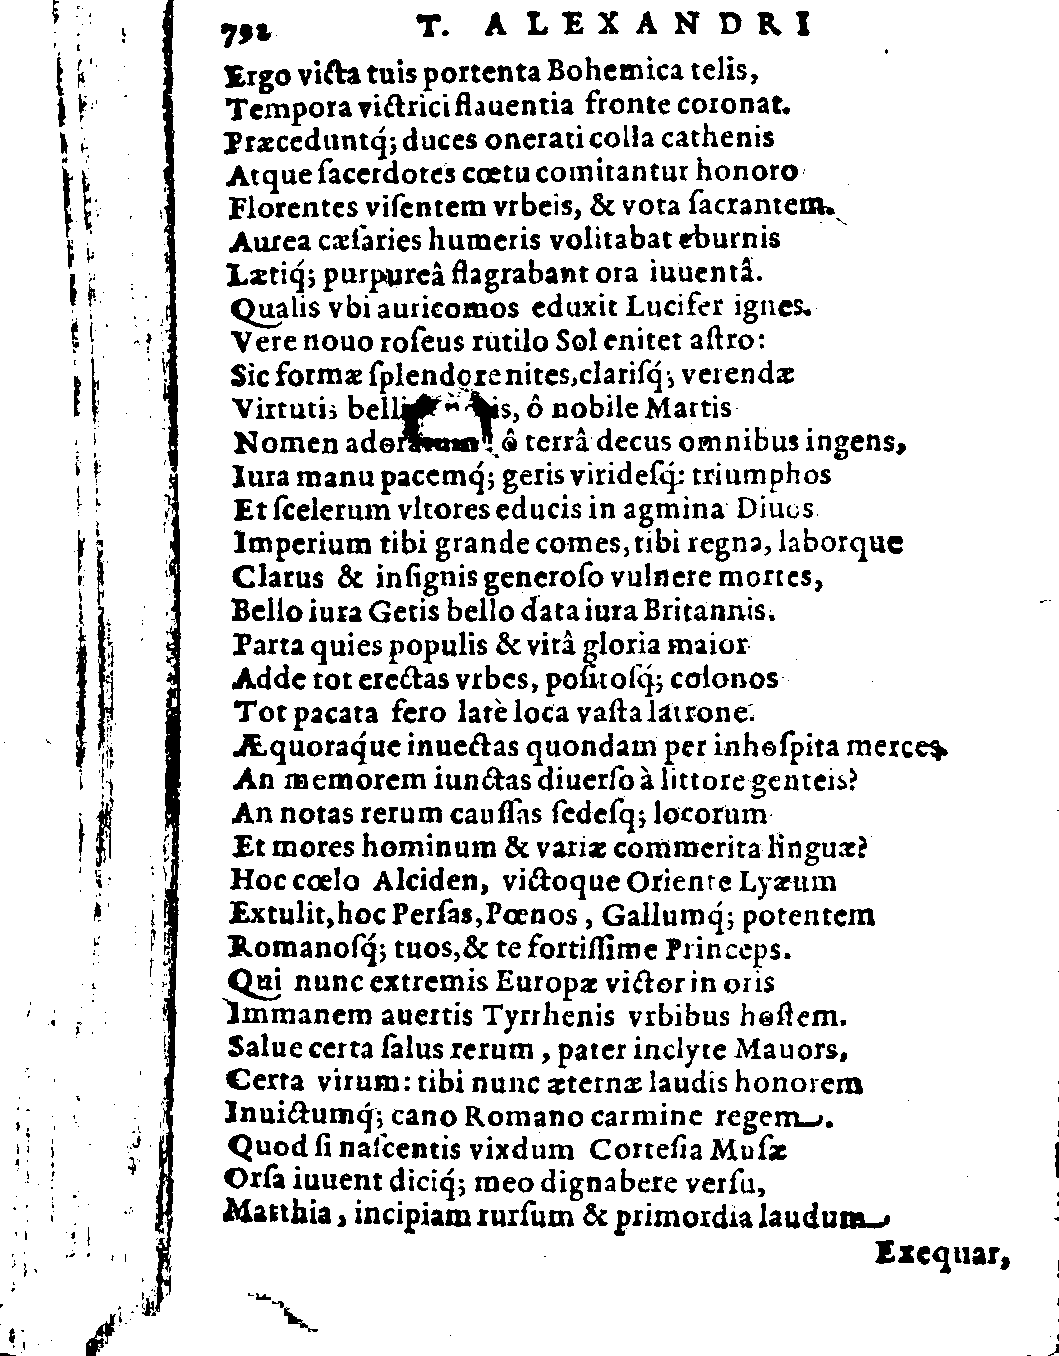 792 T. ALEXANDRI
Ergo victa tuis portenta Bohemica telis,
Tempora victrici flauentia fronte coronat.
Præceduntq́; duces onerati colla cathenis
Atque ſacerdotes cœtu comitantur honoro
Florentes viſentem vrbeis, & vota ſacrantem.
Aurea cæſaries humeris volitabat eburnis
Lætiq́; purpureâ flagrabant ora iuuentâ.
Qualis vbi auricomos eduxit Lucifer ignes.
Vere nouo roſeus rutilo Sol enitet aſtro:
Sic formæ ſplendore nites, clariſq́; verendæ
Virtutis ô nobile Martis
Nomen ô terrâ decus omnibus ingens,
Iura manu pacemq́; geris virideſq́: triumphos
Et ſcelerum vltores educis in agmina Diuos
Imperium tibi grande comes, tibi regna, laborque
Clarus & inſignis generoſo vulnere mortes,
Bello iura Getis bello data iura Britannis.
Parta quies populis & vitâ gloria maior
Adde tot erectas vrbes, poſitoſq́; colonos
Tot pacata fero latè loca vaſta latrone.
Æquoraq́ue inuectas quondam per inhoſpita merces,
An memorem iunctas diuerſo à littore genteis?
An notas rerum cauſſas ſedeſq; locorum
Et mores hominum & variæ commerita linguæ?
Hoc cœlo Alciden, victoque Oriente Lyæum
Extulit, hoc Perſas, Pœnos, Gallumq́; potentem
Romanoſq́; tuos, & te fortiſſime Princeps.
Qui nunc extremis Europæ victor in oris
Immanem auertis Tyrrhenis vrbibus hoſtem.
Salue certa ſalus rerum, pater inclyte Mauors,
Certa virum: tibi nunc æternæ laudis honorem
Inuictumq́; cano Romano carmine regem.
Quod ſi naſcentis vixdum Corteſia Muſæ
Orſa iuuent diciq́; meo dignabere verſu,
Matthia, incipiam rurſum & primordia laudum
Exequar,